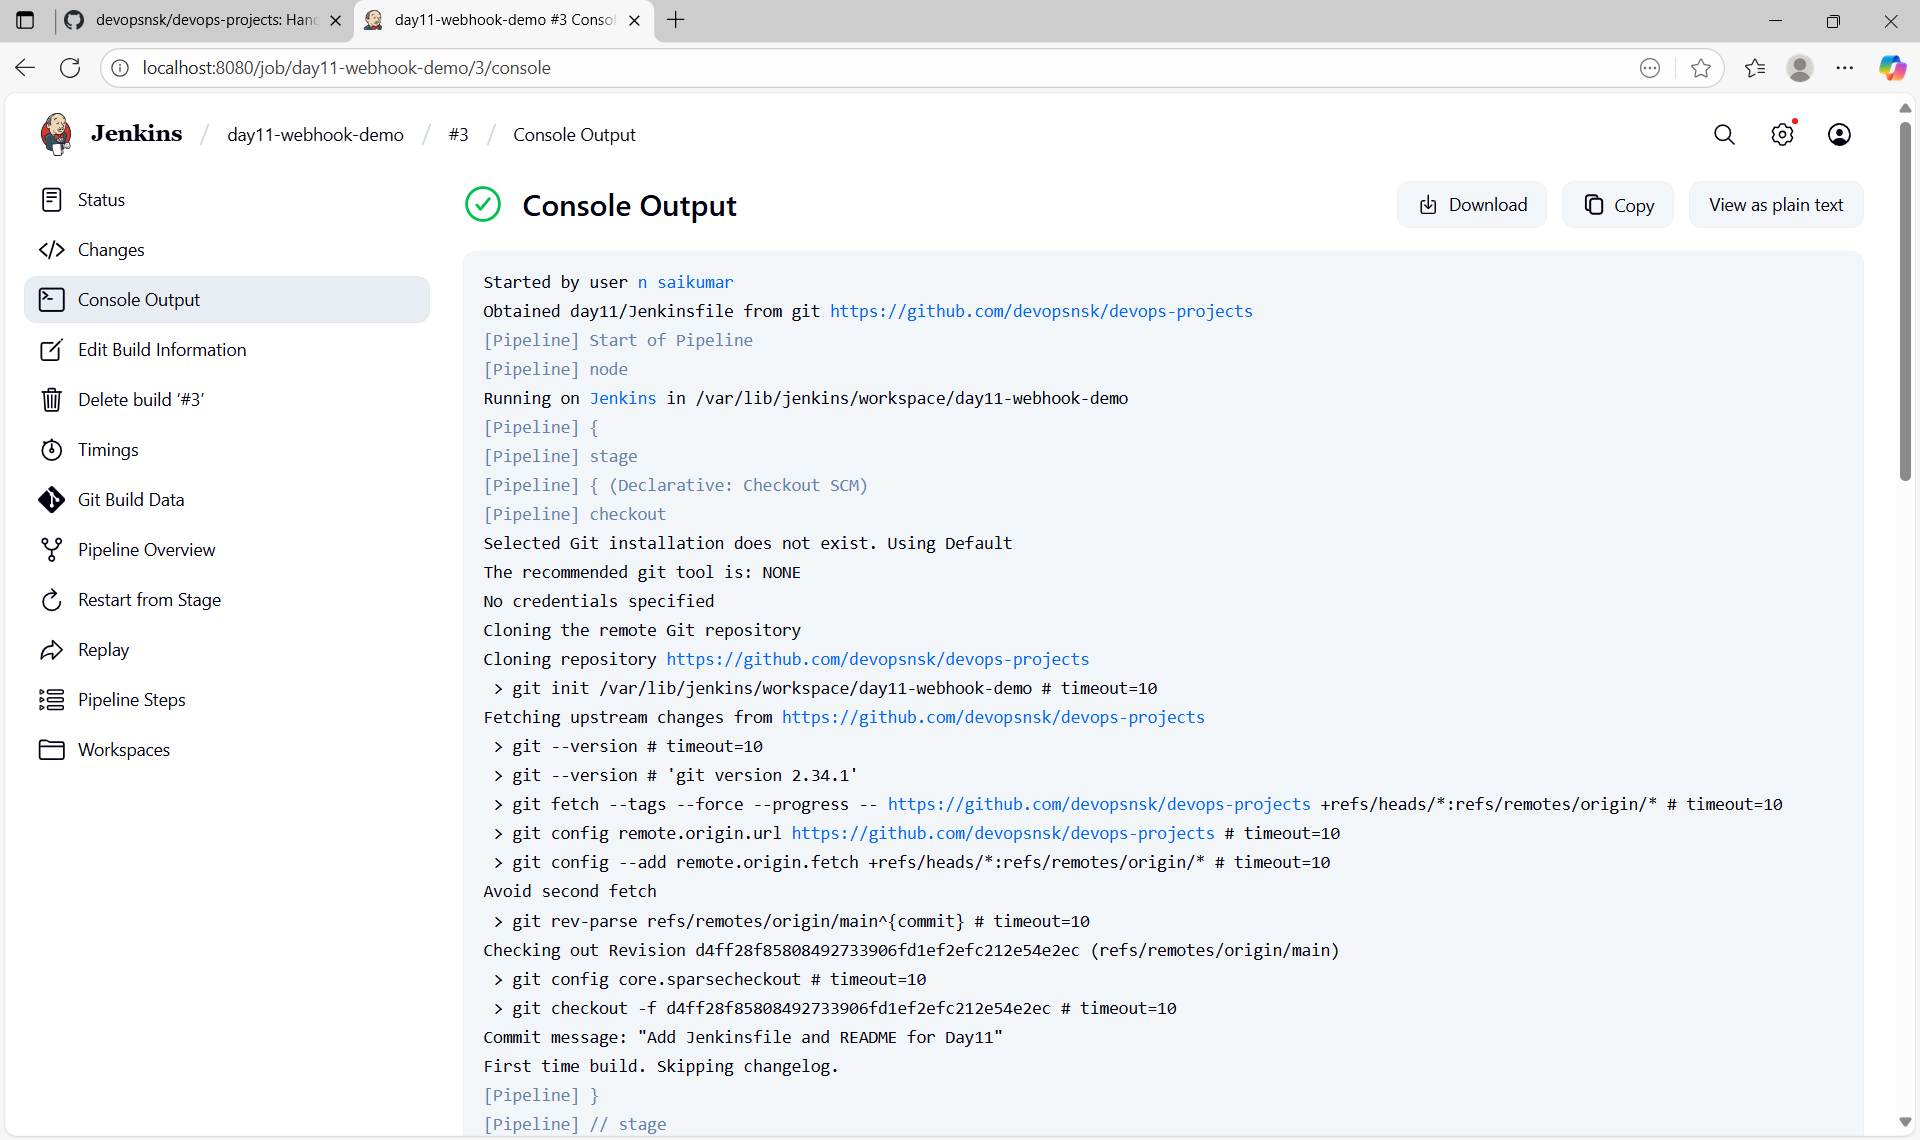 devopsnsk/devops-projects: Hanc
day11-webhook-demo #3 Consol
localhost:8080/job/day11-webhook-demo/3/console
Jenkins / day11-webhook-demo / #3 / Console Output
Status
Changes
Console Output
Edit Build Information
Delete build ‘#3’
Timings
Git Build Data
Pipeline Overview
Restart from Stage
Replay
Pipeline Steps
Workspaces
Console Output
Download
Copy
View as plain text
Started by user n saikumar
Obtained day11/Jenkinsfile from git https://github.com/devopsnsk/devops-projects
[Pipeline] Start of Pipeline
[Pipeline] node
Running on Jenkins in /var/lib/jenkins/workspace/day11-webhook-demo
[Pipeline] {
[Pipeline] stage
[Pipeline] { (Declarative: Checkout SCM)
[Pipeline] checkout
Selected Git installation does not exist. Using Default
The recommended git tool is: NONE
No credentials specified
Cloning the remote Git repository
Cloning repository https://github.com/devopsnsk/devops-projects
 > git init /var/lib/jenkins/workspace/day11-webhook-demo # timeout=10
Fetching upstream changes from https://github.com/devopsnsk/devops-projects
 > git --version # timeout=10
 > git --version # 'git version 2.34.1'
 > git fetch --tags --force --progress -- https://github.com/devopsnsk/devops-projects +refs/heads/*:refs/remotes/origin/* # timeout=10
 > git config remote.origin.url https://github.com/devopsnsk/devops-projects # timeout=10
 > git config --add remote.origin.fetch +refs/heads/*:refs/remotes/origin/* # timeout=10
Avoid second fetch
 > git rev-parse refs/remotes/origin/main^{commit} # timeout=10
Checking out Revision d4ff28f85808492733906fd1ef2efc212e54e2ec (refs/remotes/origin/main)
 > git config core.sparsecheckout # timeout=10
 > git checkout -f d4ff28f85808492733906fd1ef2efc212e54e2ec # timeout=10
Commit message: "Add Jenkinsfile and README for Day11"
First time build. Skipping changelog.
[Pipeline] }
[Pipeline] // stage